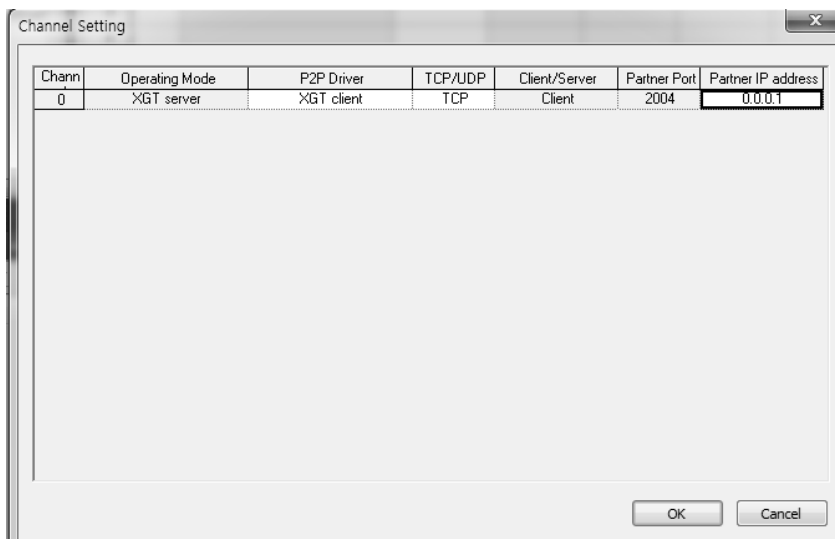 Channel Setting
Chann Operating Mode P2P Driver TCP/UDP Client/Server Partner Port Partner IP address
0 XGT server XGT client TCP Client 2004 0.0.0.1
OK Cancel